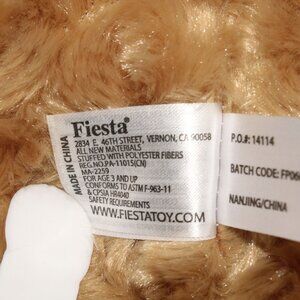 Fiesta®
2834 E. 46TH STREET, VERNON, CA 90058
ALL NEW MATERIALS
STUFFED WITH POLYESTER FIBERS
REG.NO.PA-11015(CN)
MA-2259
FOR AGE 3 AND UP
CONFORMS TO ASTM F-963-11
& CPSIA HR4040
SAFETY REQUIREMENTS
WWW.FIESTATOY.COM
MADE IN CHINA
P.O.#: 14114
BATCH CODE: FP06
NANJING/CHINA